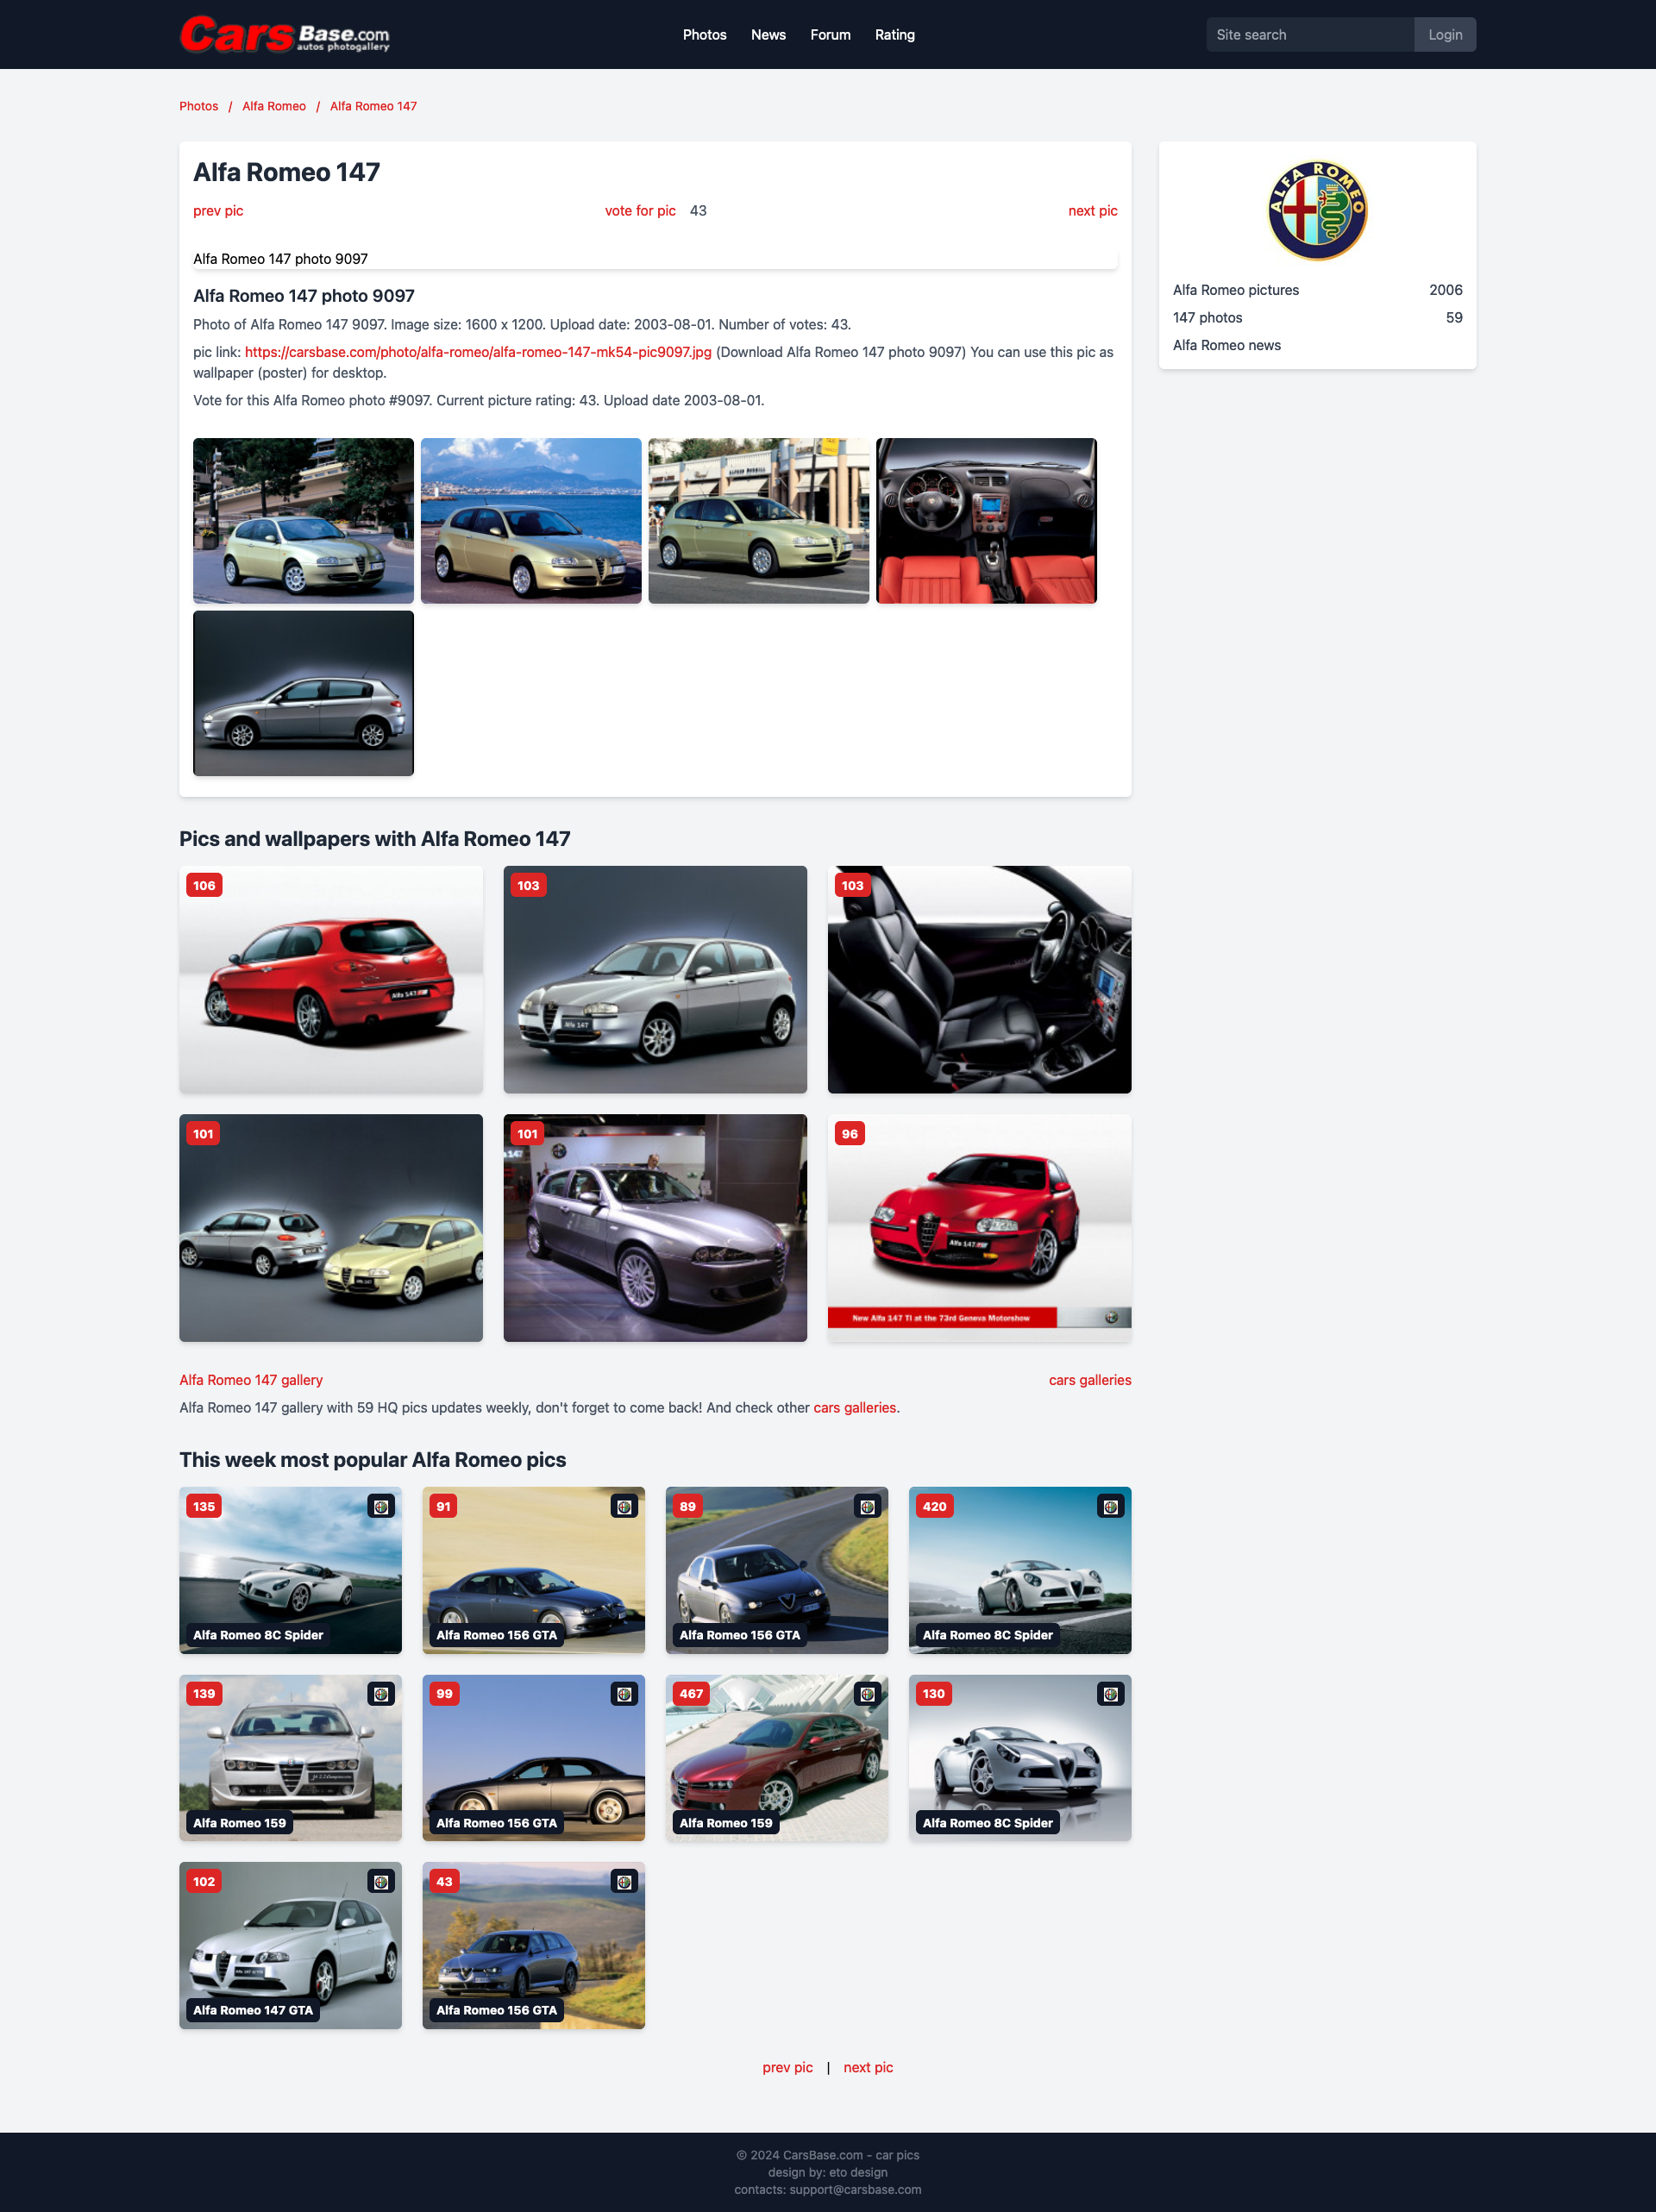 Cars Base.com
autos photogallery
Photos News Forum Rating
Site search Login
Photos / Alfa Romeo / Alfa Romeo 147
Alfa Romeo 147
prev pic vote for pic 43 next pic
Alfa Romeo 147 photo 9097
Alfa Romeo 147 photo 9097
Photo of Alfa Romeo 147 9097. Image size: 1600 x 1200. Upload date: 2003-08-01. Number of votes: 43.
pic link: https://carsbase.com/photo/alfa-romeo/alfa-romeo-147-mk54-pic9097.jpg (Download Alfa Romeo 147 photo 9097) You can use this pic as
wallpaper (poster) for desktop.
Vote for this Alfa Romeo photo #9097. Current picture rating: 43. Upload date 2003-08-01.
ALFA ROMEO
Alfa Romeo pictures 2006
147 photos 59
Alfa Romeo news
Pics and wallpapers with Alfa Romeo 147
106 103 103
Alfa 147
Alfa 147
101 101 96
Alfa 147
New Alfa 147 TI at the 73rd Geneva Motorshow
Alfa Romeo 147 gallery cars galleries
Alfa Romeo 147 gallery with 59 HQ pics updates weekly, don't forget to come back! And check other cars galleries.
This week most popular Alfa Romeo pics
135 91 89 420
Alfa Romeo 8C Spider Alfa Romeo 156 GTA Alfa Romeo 156 GTA Alfa Romeo 8C Spider
139 99 467 130
Alfa Romeo 159 Alfa Romeo 156 GTA Alfa Romeo 159 Alfa Romeo 8C Spider
102 43
Alfa Romeo 147 GTA Alfa Romeo 156 GTA
prev pic | next pic
© 2024 CarsBase.com - car pics
design by: eto design
contacts: support@carsbase.com